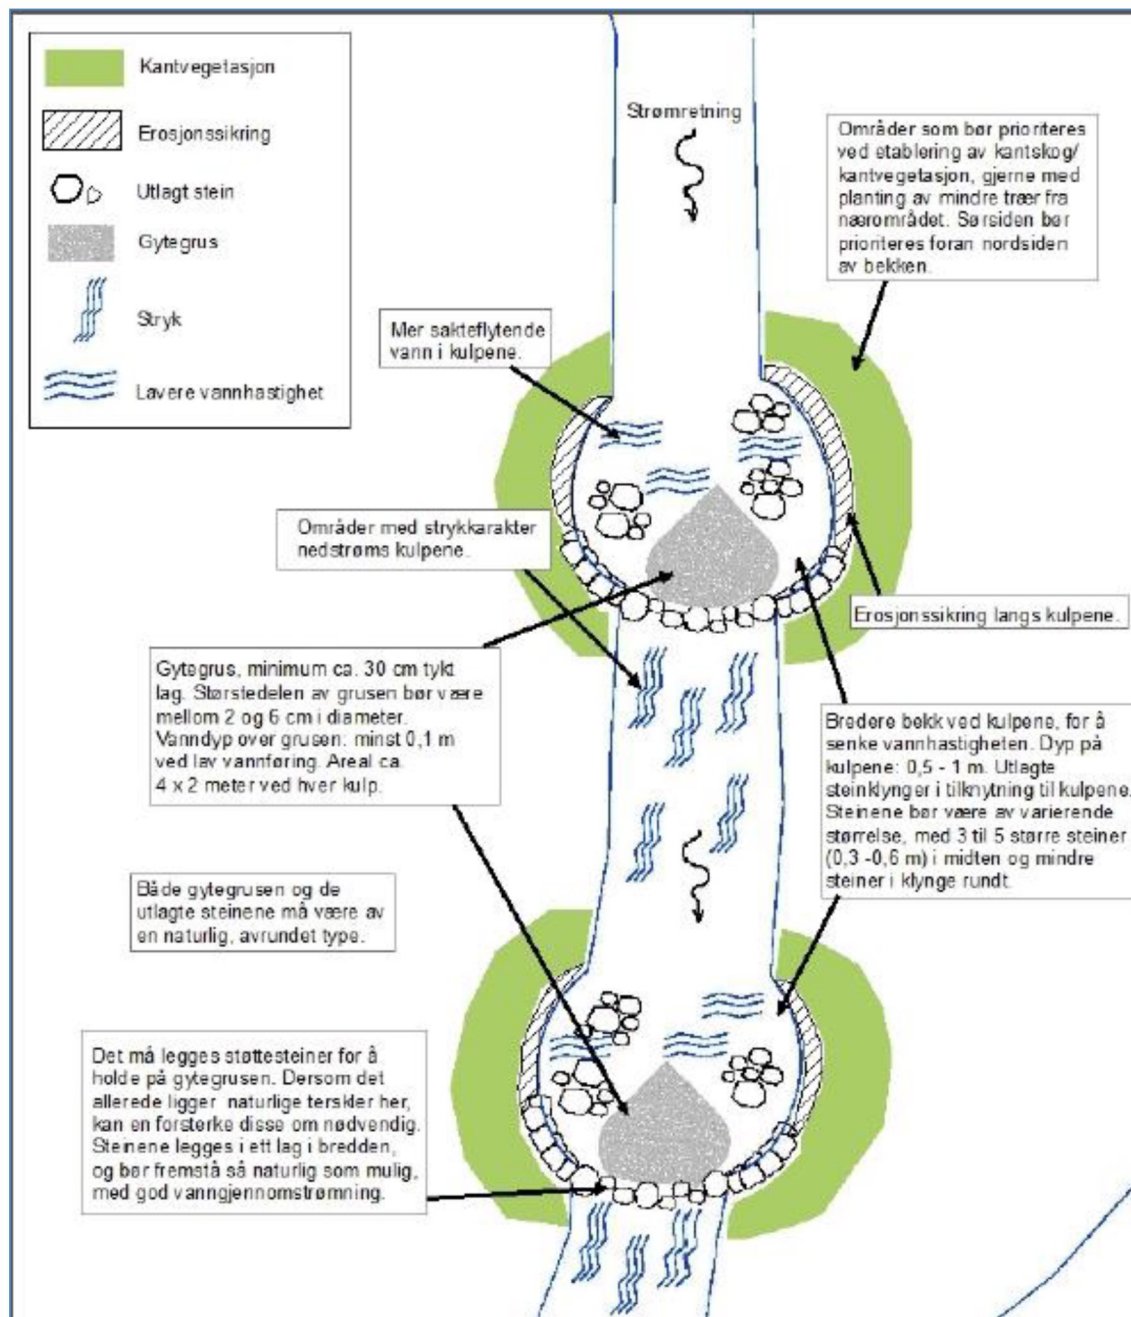 Kantvegetasjon
Erosjonssikring
Utlagt stein
Gytegrus
Stryk
Lavere vannhastighet
Strømretning
Områder som bør prioriteres
ved etablering av kantskog/
kantvegetasjon, gjerne med
planting av mindre trær fra
nærområdet. Sørsiden bør
prioriteres foran nordsiden
av bekken.
Mer sakteflytende
vann i kulpene.
Områder med strykkarakter
nedstrøms kulpene.
Erosjonssikring langs kulpene.
Gytegrus, minimum ca. 30 cm tykt
lag. Størstedelen av grusen bør være
mellom 2 og 6 cm i diameter.
Vanndyp over grusen: minst 0,1 m
ved lav vannføring. Areal ca.
4 x 2 meter ved hver kulp.
Bredere bekk ved kulpene, for å
senke vannhastigheten. Dyp på
kulpene: 0,5 - 1 m. Utlagte
steinklynger i tilknytning til kulpene.
Steinene bør være av varierende
størrelse, med 3 til 5 større steiner
(0,3 -0,6 m) i midten og mindre
steiner i klynge rundt.
Både gytegrusen og de
utlagte steinene må være av
en naturlig, avrundet type.
Det må legges støttesteiner for å
holde på gytegrusen. Dersom det
allerede ligger naturlige terskler her,
kan en forsterke disse om nødvendig.
Steinene legges i ett lag i bredden,
og bør fremstå så naturlig som mulig,
med god vanngjennomstrømning.